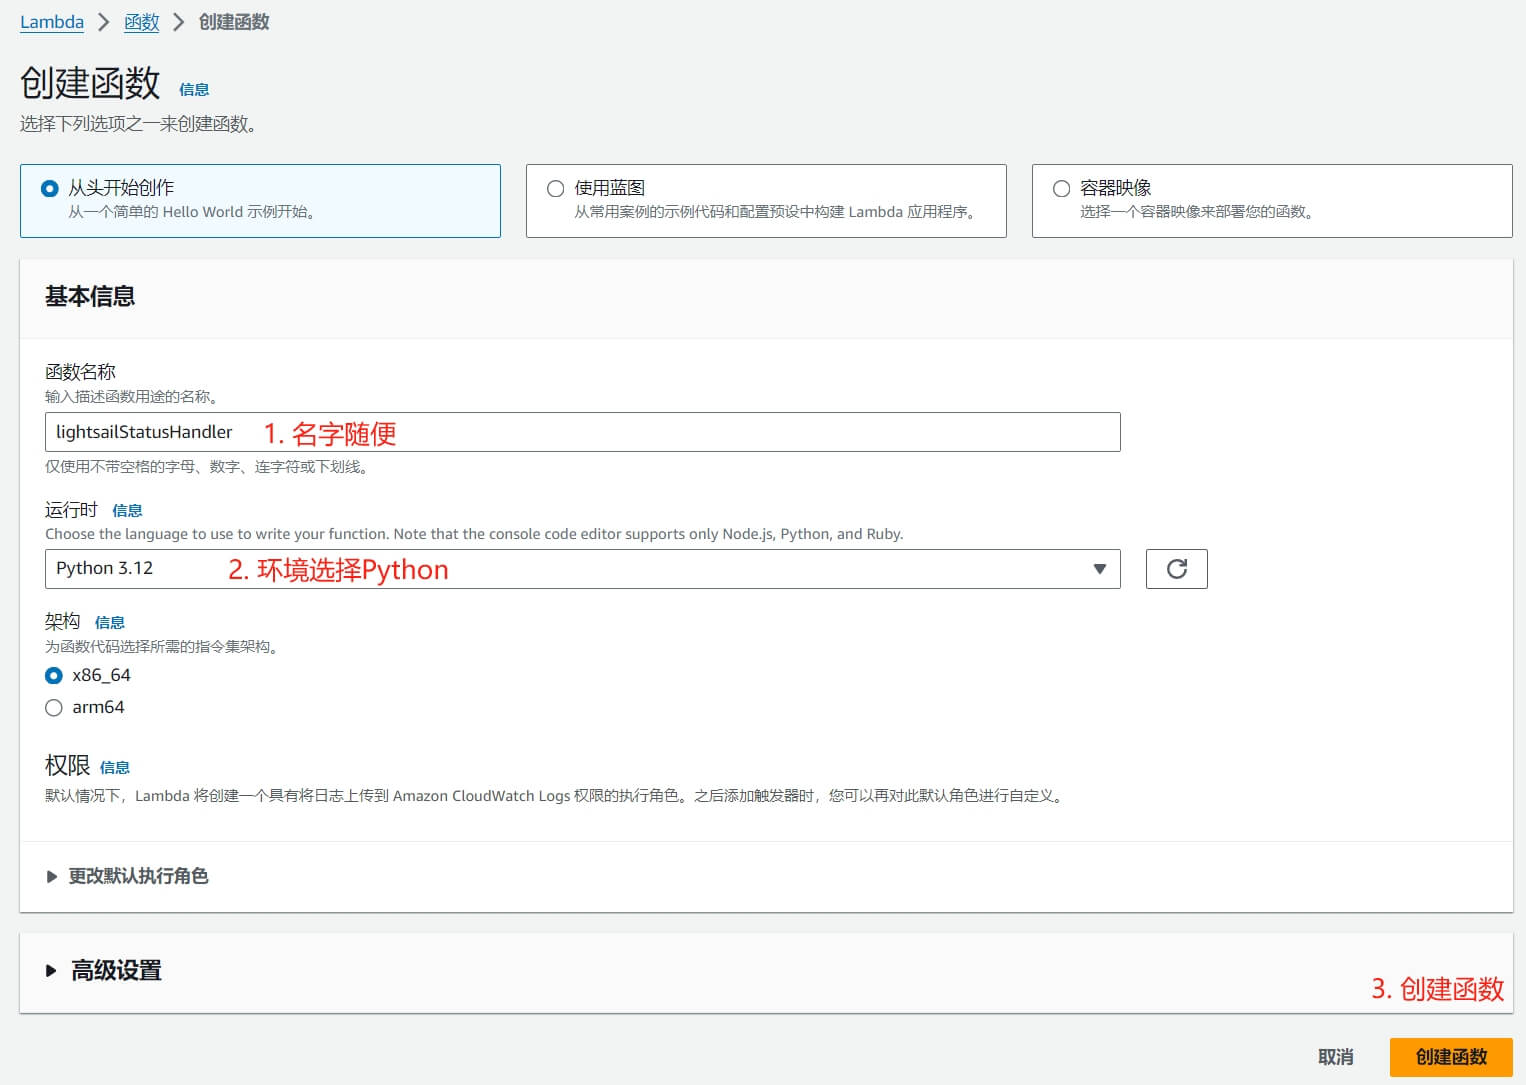 Lambda > 函数 > 创建函数
创建函数 信息
选择下列选项之一来创建函数。
从头开始创作
从一个简单的 Hello World 示例开始。
使用蓝图
从常用案例的示例代码和配置预设中构建 Lambda 应用程序。
容器映像
选择一个容器映像来部署您的函数。
基本信息
函数名称
输入描述函数用途的名称。
lightsailStatusHandler 1. 名字随便
仅使用不带空格的字母、数字、连字符或下划线。
运行时 信息
Choose the language to use to write your function. Note that the console code editor supports only Node.js, Python, and Ruby.
Python 3.12 2. 环境选择Python
架构 信息
为函数代码选择所需的指令集架构。
x86_64
arm64
权限 信息
默认情况下，Lambda 将创建一个具有将日志上传到 Amazon CloudWatch Logs 权限的执行角色。之后添加触发器时，您可以再对此默认角色进行自定义。
更改默认执行角色
高级设置
3. 创建函数
取消 创建函数